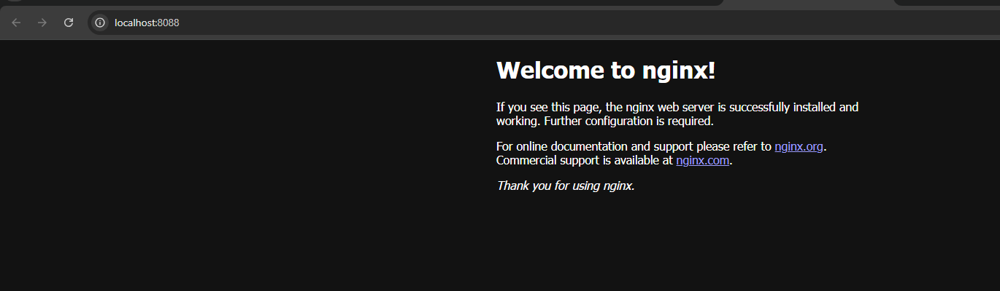 localhost:8088
Welcome to nginx!
If you see this page, the nginx web server is successfully installed and
working. Further configuration is required.
For online documentation and support please refer to nginx.org.
Commercial support is available at nginx.com.
Thank you for using nginx.